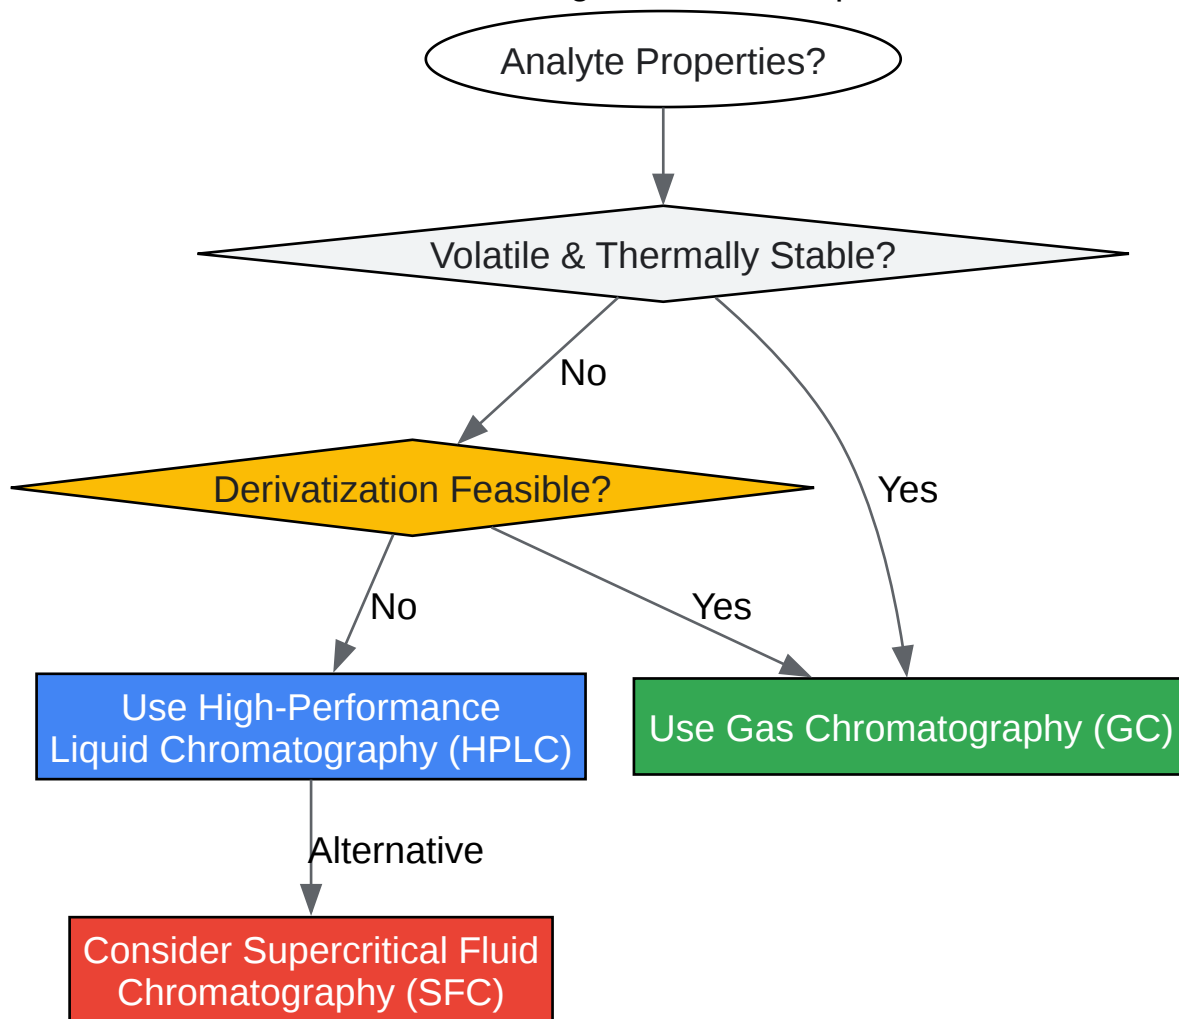 Analyte Properties?
Volatile & Thermally Stable?
No
Yes
Derivatization Feasible?
No
Yes
Use High-Performance
Liquid Chromatography (HPLC)
Use Gas Chromatography (GC)
Alternative
Consider Supercritical Fluid
Chromatography (SFC)